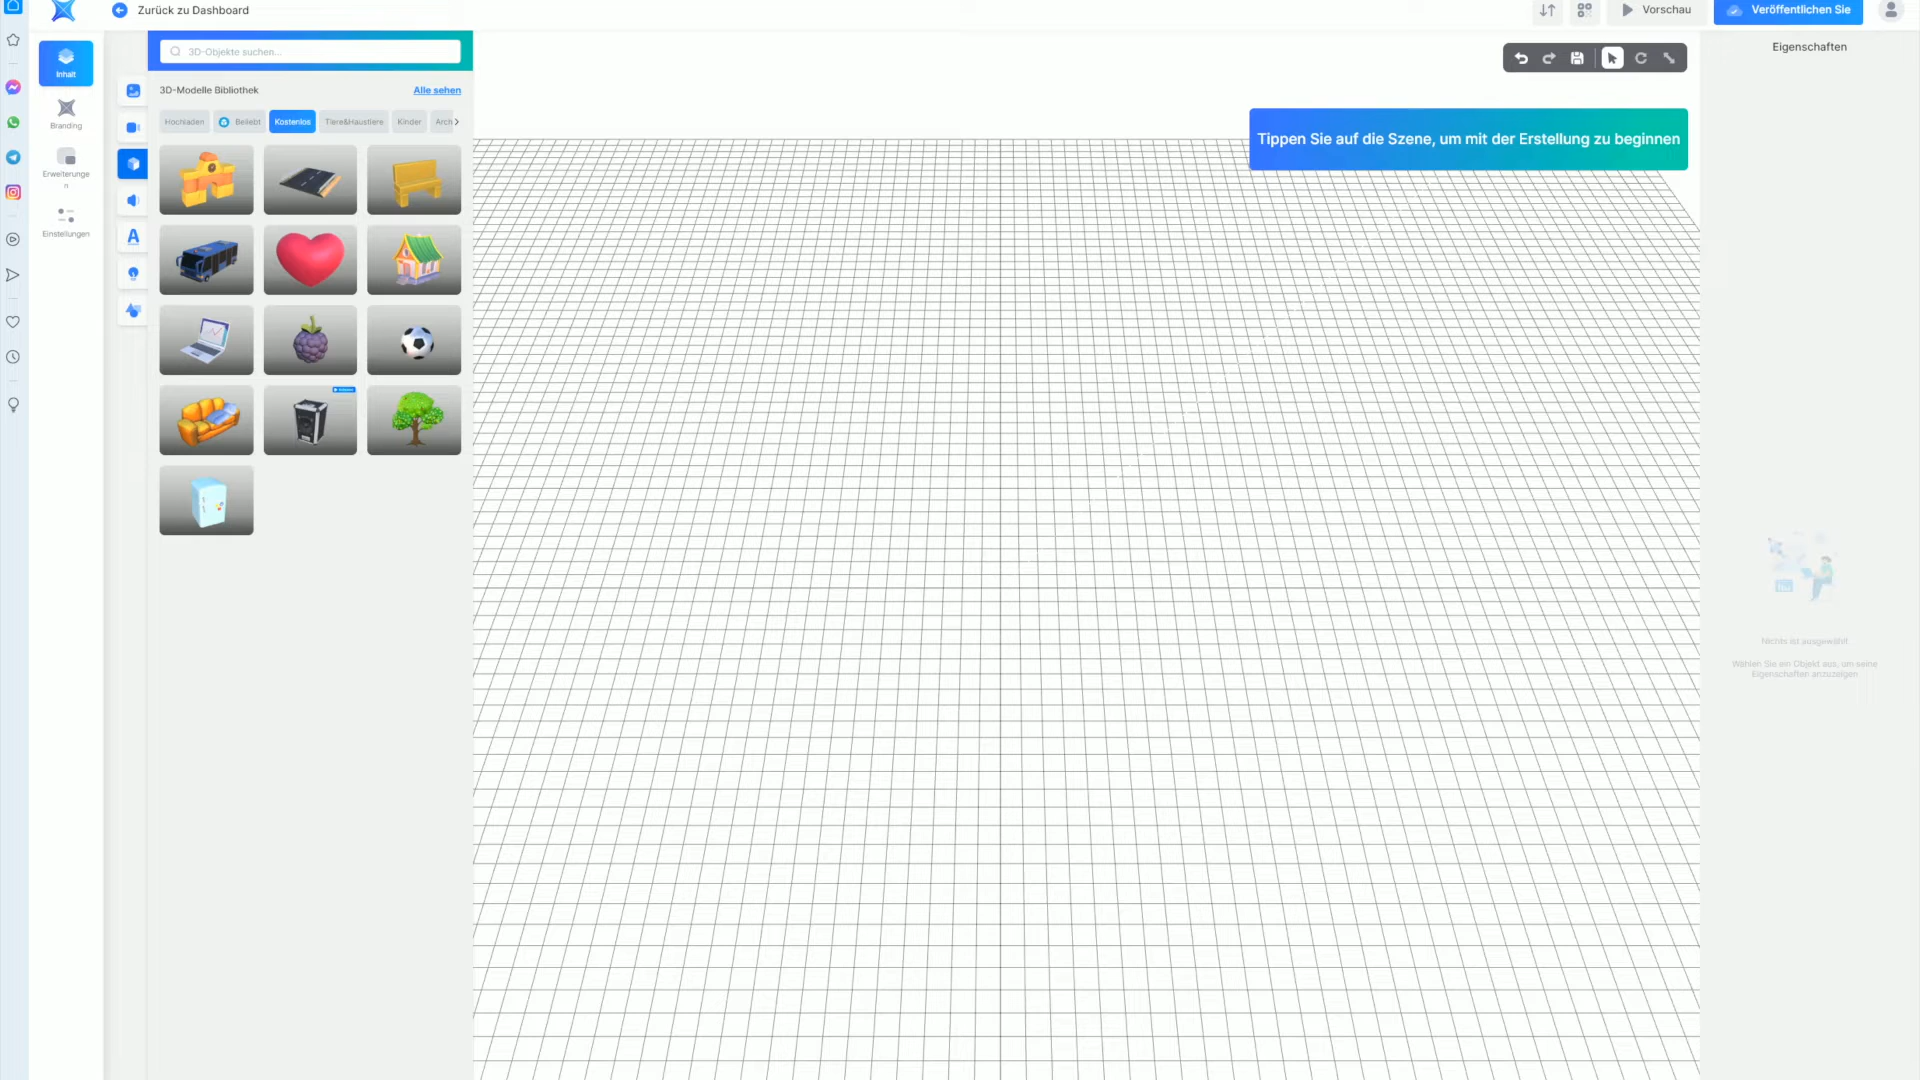 Zurück zu Dashboard
Vorschau
Veröffentlichen Sie
Inhalt
Branding
Erweiterunge
n
Einstellungen
3D-Objekte suchen...
3D-Modelle Bibliothek
Alle sehen
Hochladen
Beliebt
Kostenlos
Tiere&Haustiere
Kinder
Arch
A
Tippen Sie auf die Szene, um mit der Erstellung zu beginnen
Eigenschaften
Nichts ist ausgewählt
Wählen Sie ein Objekt aus, um seine
Eigenschaften anzuzeigen